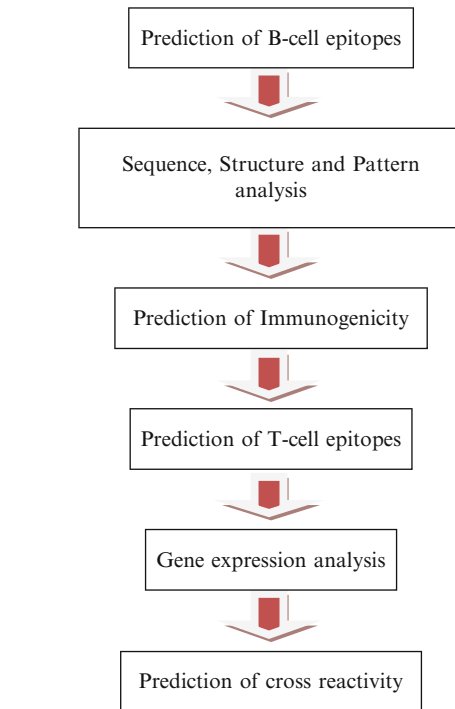 Prediction of B-cell epitopes
Sequence, Structure and Pattern
analysis
Prediction of Immunogenicity
Prediction of T-cell epitopes
Gene expression analysis
Prediction of cross reactivity